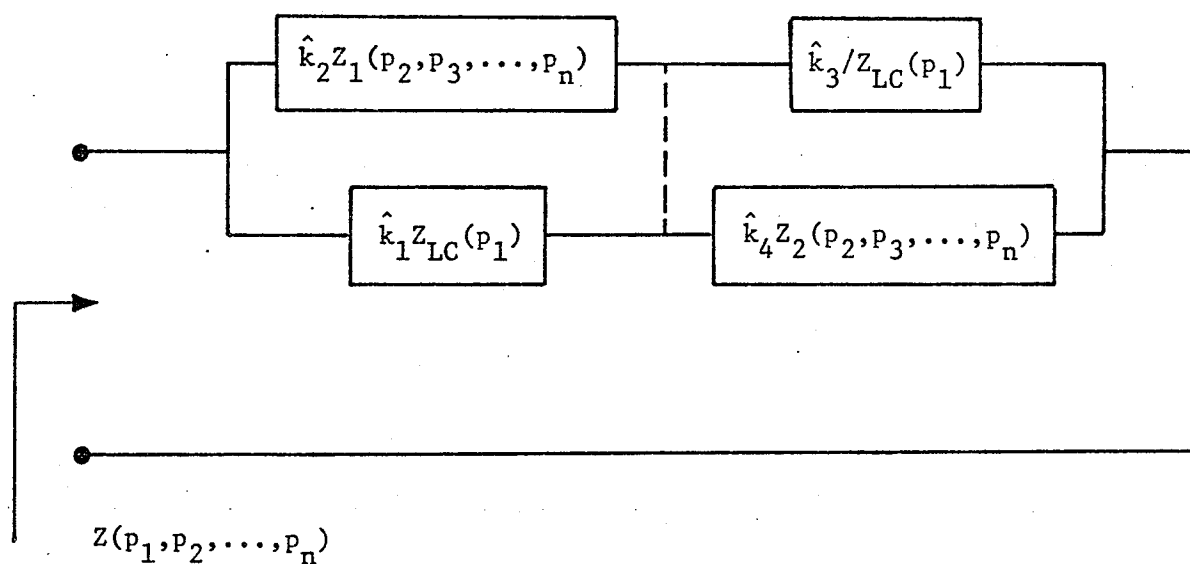 k̂₂Z₁(p₂,p₃,...,pₙ)
k̂₃/Z_LC(p₁)
k̂₁Z_LC(p₁)
k̂₄Z₂(p₂,p₃,...,pₙ)
Z(p₁,p₂,...,pₙ)